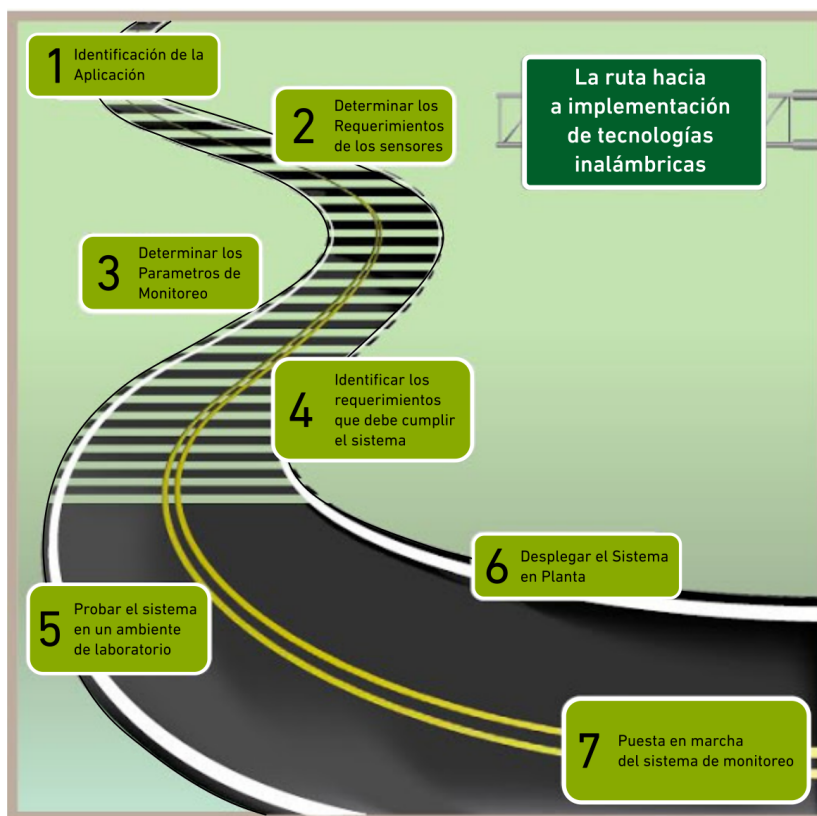 1 Identificación de la
Aplicación
2 Determinar los
Requerimientos
de los sensores
La ruta hacia
a implementación
de tecnologías
inalámbricas
3 Determinar los
Parametros de
Monitoreo
4 Identificar los
requerimientos
que debe cumplir
el sistema
5 Probar el sistema
en un ambiente
de laboratorio
6 Desplegar el Sistema
en Planta
7 Puesta en marcha
del sistema de monitoreo